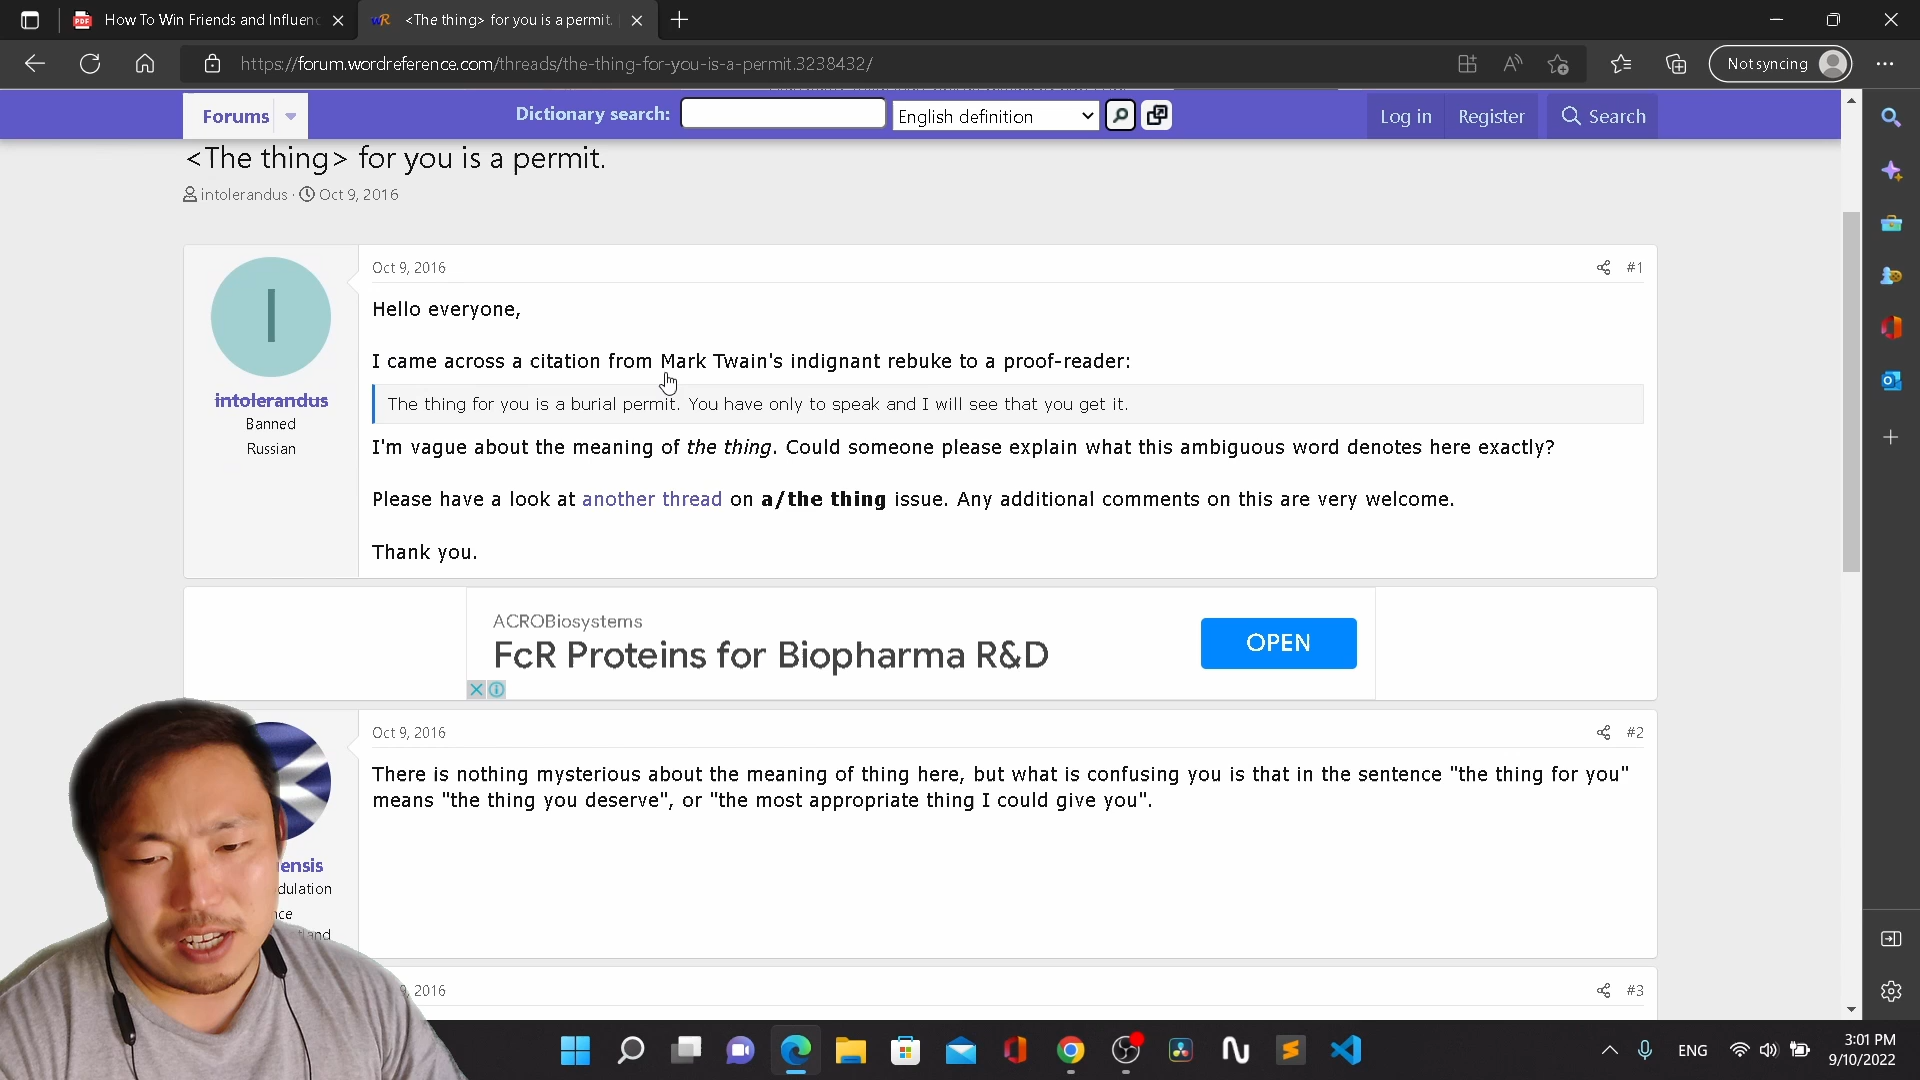 How To Win Friends and Influenc
<The thing> for you is a permit.
https://forum.wordreference.com/threads/the-thing-for-you-is-a-permit.3238432/
Not syncing
Forums
Dictionary search:
English definition
Log in
Register
Search
<The thing> for you is a permit.
intolerandus · Oct 9, 2016
Oct 9, 2016
#1
I
intolerandus
Banned
Russian
Hello everyone,
I came across a citation from Mark Twain's indignant rebuke to a proof-reader:
The thing for you is a burial permit. You have only to speak and I will see that you get it.
I'm vague about the meaning of the thing. Could someone please explain what this ambiguous word denotes here exactly?
Please have a look at another thread on a/the thing issue. Any additional comments on this are very welcome.
Thank you.
ACROBiosystems
FcR Proteins for Biopharma R&D
OPEN
Oct 9, 2016
#2
ensis
dulation
nce
tland
There is nothing mysterious about the meaning of thing here, but what is confusing you is that in the sentence "the thing for you"
means "the thing you deserve", or "the most appropriate thing I could give you".
9, 2016
#3
ENG
3:01 PM
9/10/2022